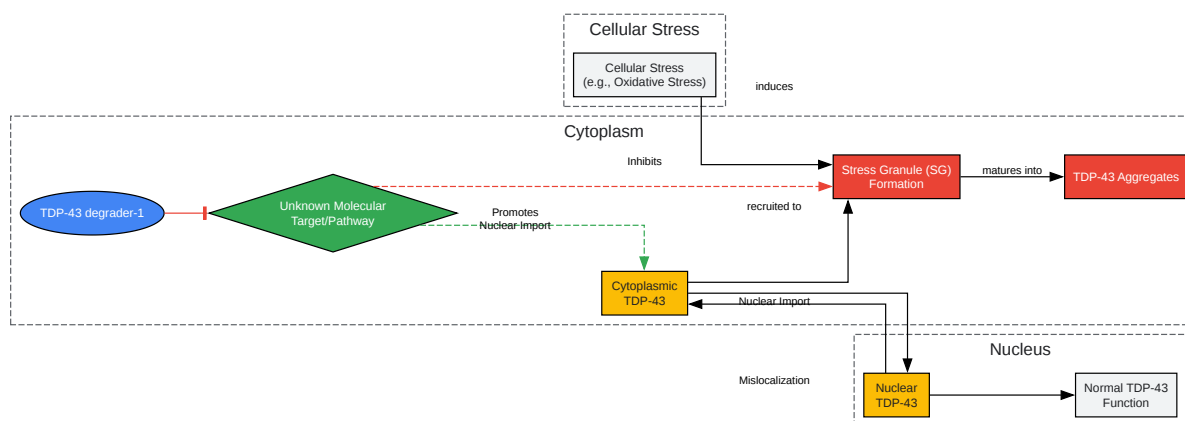 Cellular Stress
Cellular Stress
(e.g., Oxidative Stress)
induces
Cytoplasm
Inhibits
Stress Granule (SG)
Formation
matures into
TDP-43 Aggregates
TDP-43 degrader-1
Unknown Molecular
Target/Pathway
Promotes
Nuclear Import
recruited to
Cytoplasmic
TDP-43
Nuclear Import
Nucleus
Mislocalization
Nuclear
TDP-43
Normal TDP-43
Function